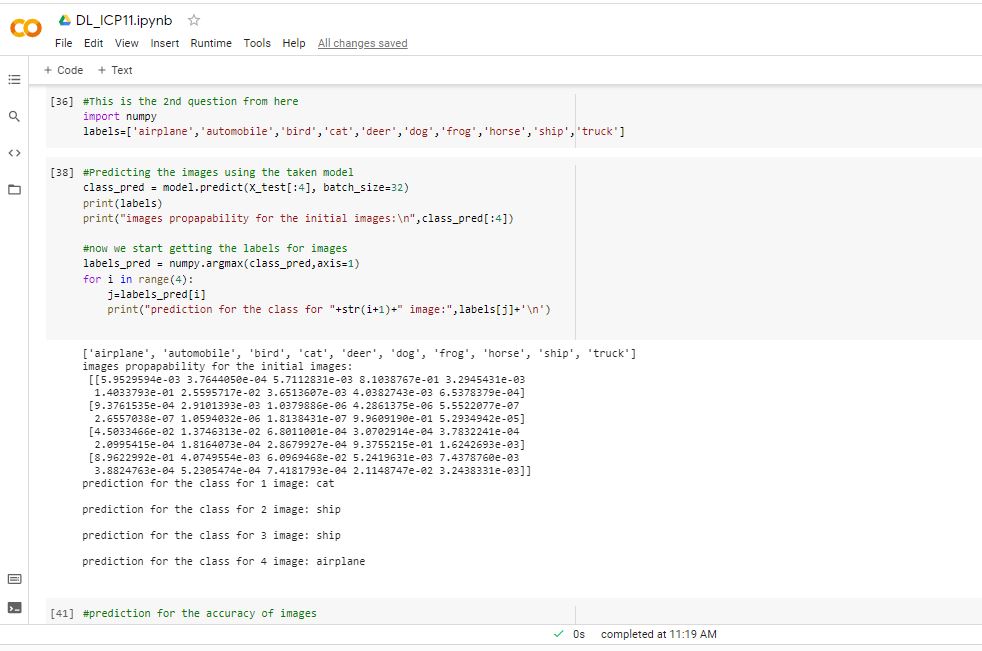 DL_ICP11.ipynb
File Edit View Insert Runtime Tools Help All changes saved
+ Code + Text
[36] #This is the 2nd question from here
import numpy
labels=['airplane','automobile','bird','cat','deer','dog','frog','horse','ship','truck']
[38] #Predicting the images using the taken model
class_pred = model.predict(X_test[:4], batch_size=32)
print(labels)
print("images propapability for the initial images:\n",class_pred[:4])
#now we start getting the labels for images
labels_pred = numpy.argmax(class_pred,axis=1)
for i in range(4):
j=labels_pred[i]
print("prediction for the class for "+str(i+1)+" image:",labels[j]+'\n')
['airplane', 'automobile', 'bird', 'cat', 'deer', 'dog', 'frog', 'horse', 'ship', 'truck']
images propapability for the initial images:
[[5.9529594e-03 3.7644050e-04 5.7112831e-03 8.1038767e-01 3.2945431e-03
1.4033793e-01 2.5595717e-02 3.6513607e-03 4.0382743e-03 6.5378379e-04]
[9.3761535e-04 2.9101393e-03 1.0379886e-06 4.2861375e-06 5.5522077e-07
2.6557038e-07 1.0594032e-06 1.8138431e-07 9.9609190e-01 5.2934942e-05]
[4.5033466e-02 1.3746313e-02 6.8011001e-04 3.0702914e-04 3.7832241e-04
2.0995415e-04 1.8164073e-04 2.8679927e-04 9.3755215e-01 1.6242693e-03]
[8.9622992e-01 4.0749554e-03 6.0969468e-02 5.2419631e-03 7.4378760e-03
3.8824763e-04 5.2305474e-04 7.4181793e-04 2.1148747e-02 3.2438331e-03]]
prediction for the class for 1 image: cat
prediction for the class for 2 image: ship
prediction for the class for 3 image: ship
prediction for the class for 4 image: airplane
[41] #prediction for the accuracy of images
0s completed at 11:19 AM